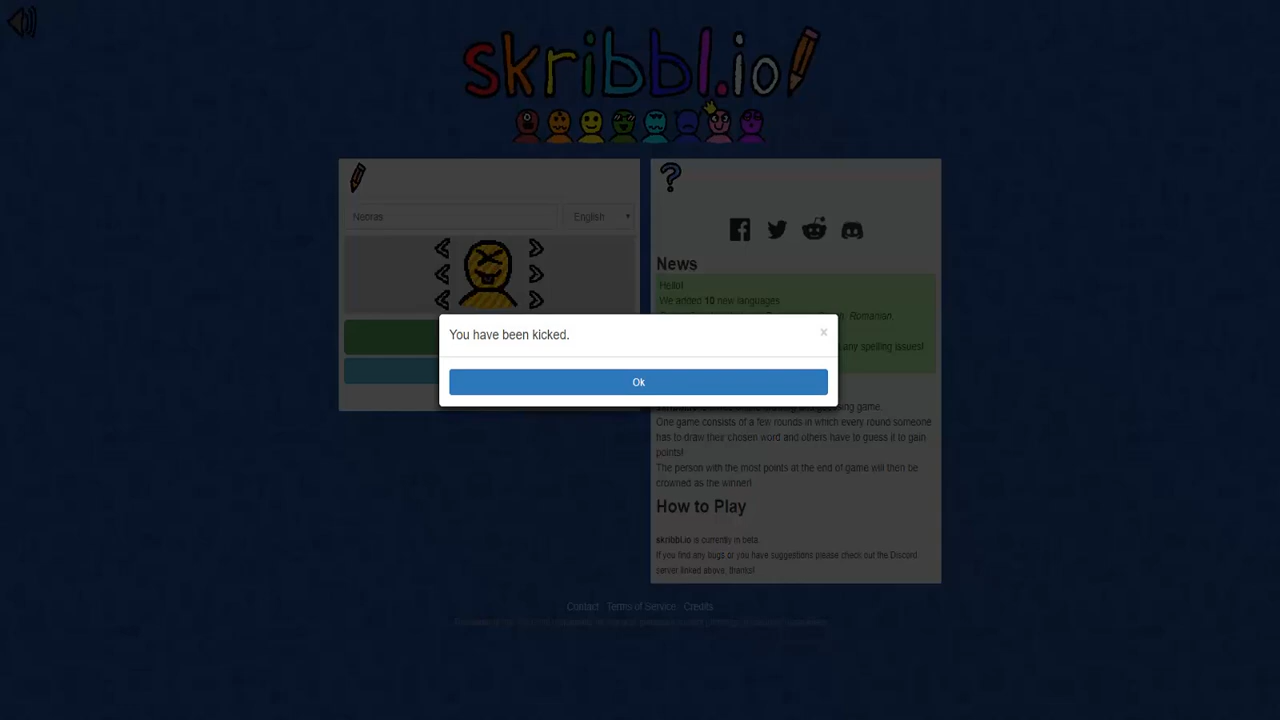 skribbl.io
Neoras
English
News
Hello!
We added 10 new languages
Romanian.
You have been kicked.
×
any spelling issues!
Ok
game.
One game consists of a few rounds in which every round someone
has to draw their chosen word and others have to guess it to gain
points!
The person with the most points at the end of game will then be
crowned as the winner!
How to Play
skribbl.io is currently in beta.
If you find any bugs or you have suggestions please check out the Discord
server linked above, thanks!
Contact Terms of Service Credits